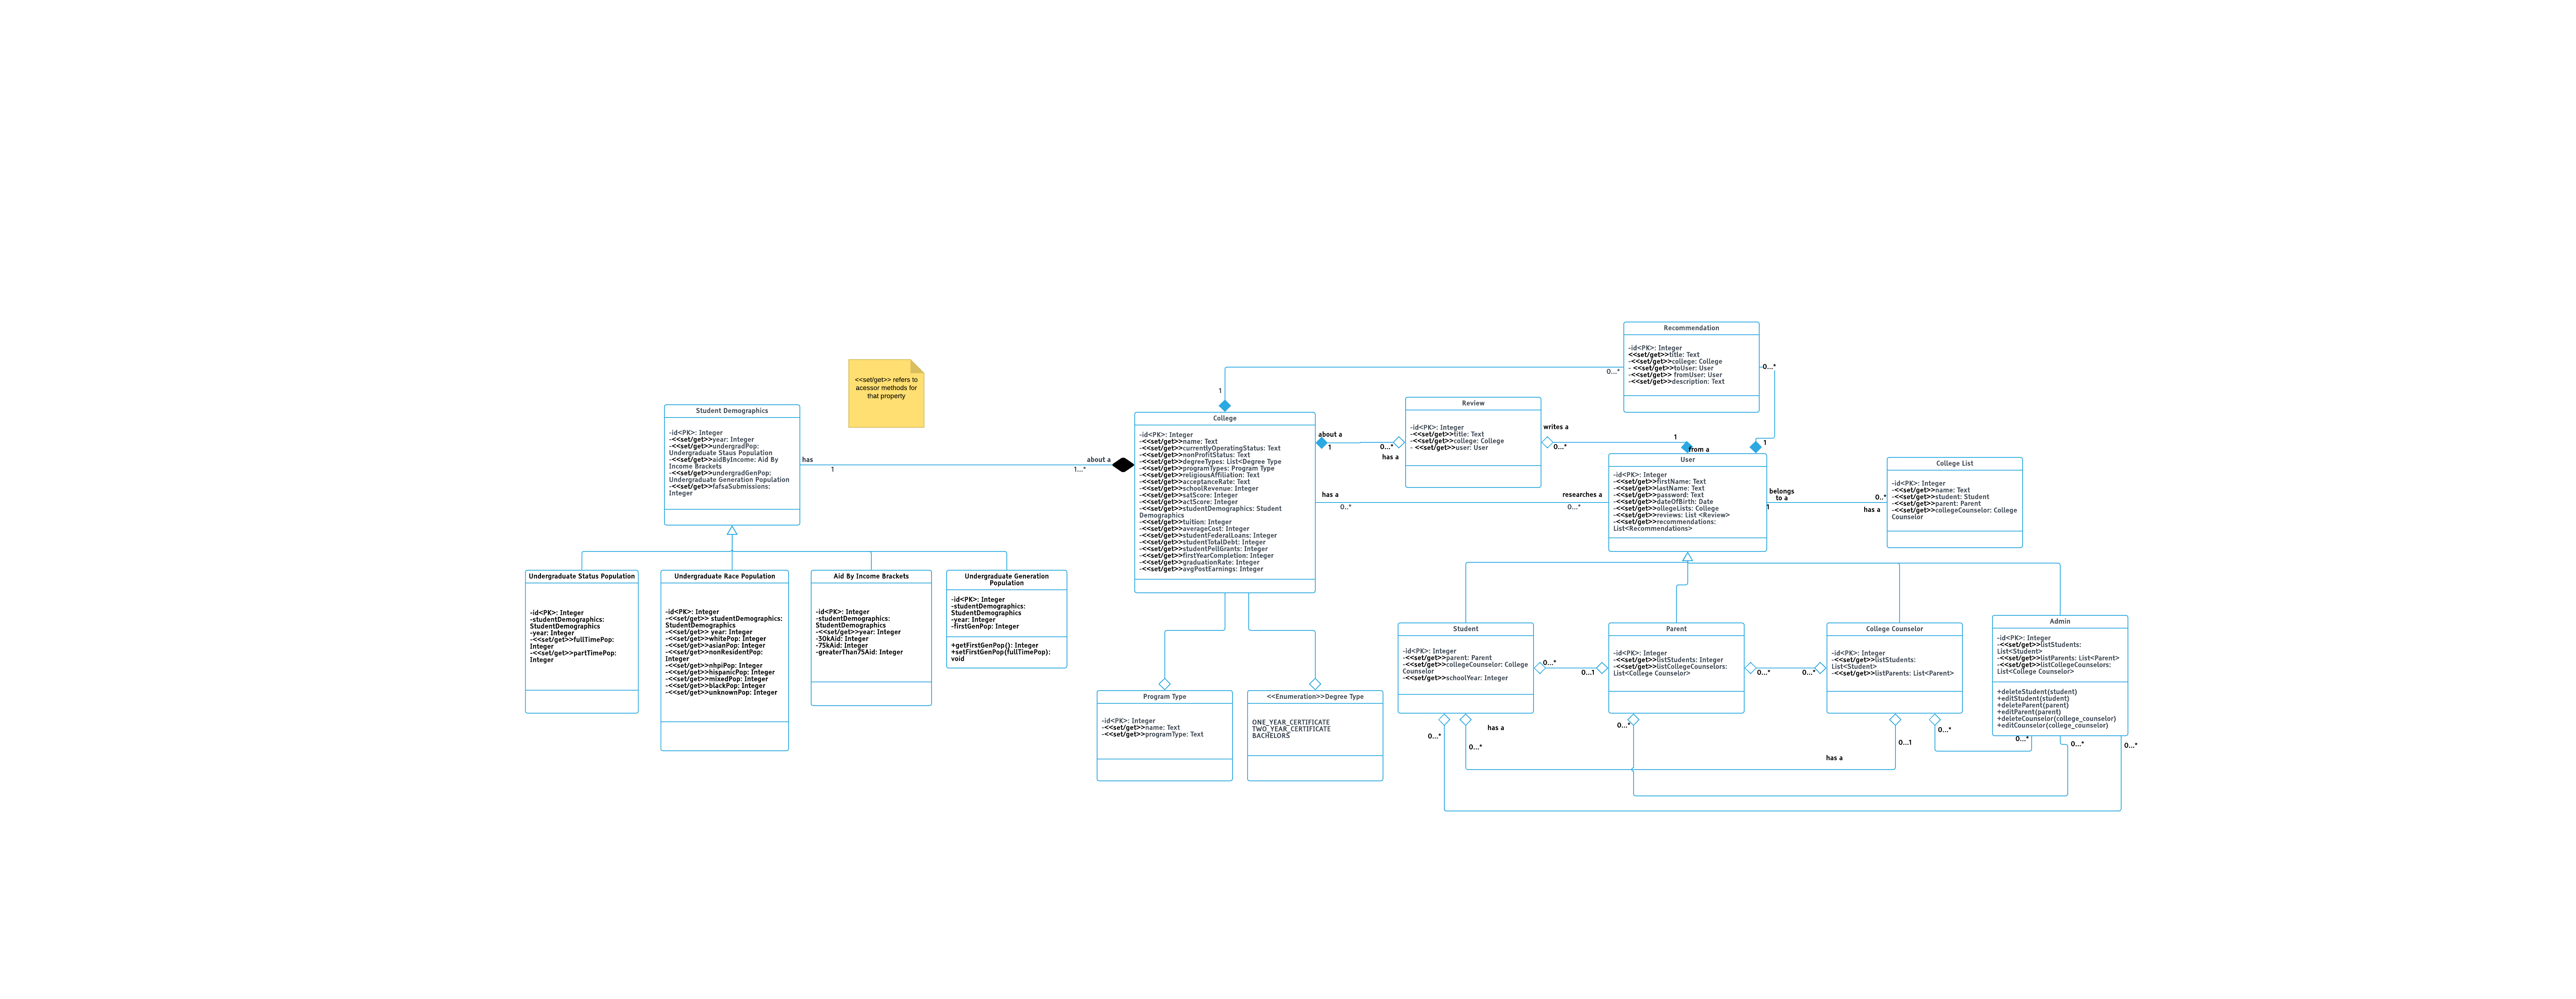 Recommendation
-id<PK>: Integer
<<set/get>>title: Text
-<<set/get>>college: College
- <<set/get>>toUser: User
-<<set/get>> fromUser: User
-<<set/get>>description: Text
0...*
0...*
1
<<set/get>> refers to
acessor methods for
that property
Student Demographics
-id<PK>: Integer
-<<set/get>>year: Integer
-<<set/get>>undergradPop:
Undergraduate Staus Population
-<<set/get>>aidByIncome: Aid By
Income Brackets
-<<set/get>>undergradGenPop:
Undergraduate Generation Population
-<<set/get>>fafsaSubmissions:
Integer
has
1
about a
1...*
College
-id<PK>: Integer
-<<set/get>>name: Text
-<<set/get>>currentlyOperatingStatus: Text
-<<set/get>>nonProfitStatus: Text
-<<set/get>>degreeTypes: List<Degree Type
-<<set/get>>programTypes: Program Type
-<<set/get>>religiousAffiliation: Text
-<<set/get>>acceptanceRate: Text
-<<set/get>>schoolRevenue: Integer
-<<set/get>>satScore: Integer
-<<set/get>>actScore: Integer
-<<set/get>>studentDemographics: Student
Demographics
-<<set/get>>tuition: Integer
-<<set/get>>averageCost: Integer
-<<set/get>>studentFederalLoans: Integer
-<<set/get>>studentTotalDebt: Integer
-<<set/get>>studentPellGrants: Integer
-<<set/get>>firstYearCompletion: Integer
-<<set/get>>graduationRate: Integer
-<<set/get>>avgPostEarnings: Integer
about a
1
0...*
has a
Review
-id<PK>: Integer
-<<set/get>>title: Text
-<<set/get>>college: College
- <<set/get>>user: User
writes a
0...*
1
from a
1
has a
0..*
researches a
0...*
User
-id<PK>: Integer
-<<set/get>>firstName: Text
-<<set/get>>lastName: Text
-<<set/get>>password: Text
-<<set/get>>dateOfBirth: Date
-<<set/get>>ollegeLists: College
-<<set/get>>reviews: List <Review>
-<<set/get>>recommendations:
List<Recommendations>
belongs
to a
1
0..*
has a
College List
-id<PK>: Integer
-<<set/get>>name: Text
-<<set/get>>student: Student
-<<set/get>>parent: Parent
-<<set/get>>collegeCounselor: College
Counselor
Undergraduate Status Population
-id<PK>: Integer
-studentDemographics:
StudentDemographics
-year: Integer
-<<set/get>>fullTimePop:
Integer
-<<set/get>>partTimePop:
Integer
Undergraduate Race Population
-id<PK>: Integer
-<<set/get>> studentDemographics:
StudentDemographics
-<<set/get>> year: Integer
-<<set/get>>whitePop: Integer
-<<set/get>>asianPop: Integer
-<<set/get>>nonResidentPop:
Integer
-<<set/get>>nhpiPop: Integer
-<<set/get>>hispanicPop: Integer
-<<set/get>>mixedPop: Integer
-<<set/get>>blackPop: Integer
-<<set/get>>unknownPop: Integer
Aid By Income Brackets
-id<PK>: Integer
-studentDemographics:
StudentDemographics
-<<set/get>>year: Integer
-30kAid: Integer
-75kAid: Integer
-greaterThan75Aid: Integer
Undergraduate Generation
Population
-id<PK>: Integer
-studentDemographics:
StudentDemographics
-year: Integer
-firstGenPop: Integer
+getFirstGenPop(): Integer
+setFirstGenPop(fullTimePop):
void
Program Type
-id<PK>: Integer
-<<set/get>>name: Text
-<<set/get>>programType: Text
<<Enumeration>>Degree Type
ONE_YEAR_CERTIFICATE
TWO_YEAR_CERTIFICATE
BACHELORS
Student
-id<PK>: Integer
-<<set/get>>parent: Parent
-<<set/get>>collegeCounselor: College
Counselor
-<<set/get>>schoolYear: Integer
0...*
0...1
Parent
-id<PK>: Integer
-<<set/get>>listStudents: Integer
-<<set/get>>listCollegeCounselors:
List<College Counselor>
0...*
0...*
College Counselor
-id<PK>: Integer
-<<set/get>>listStudents:
List<Student>
-<<set/get>>listParents: List<Parent>
Admin
-id<PK>: Integer
-<<set/get>>listStudents:
List<Student>
-<<set/get>>listParents: List<Parent>
-<<set/get>>listCollegeCounselors:
List<College Counselor>
+deleteStudent(student)
+editStudent(student)
+deleteParent(parent)
+editParent(parent)
+deleteCounselor(college_counselor)
+editCounselor(college_counselor)
0...*
0...*
has a
0...*
0...1
has a
0...*
0...*
0...*
0...*